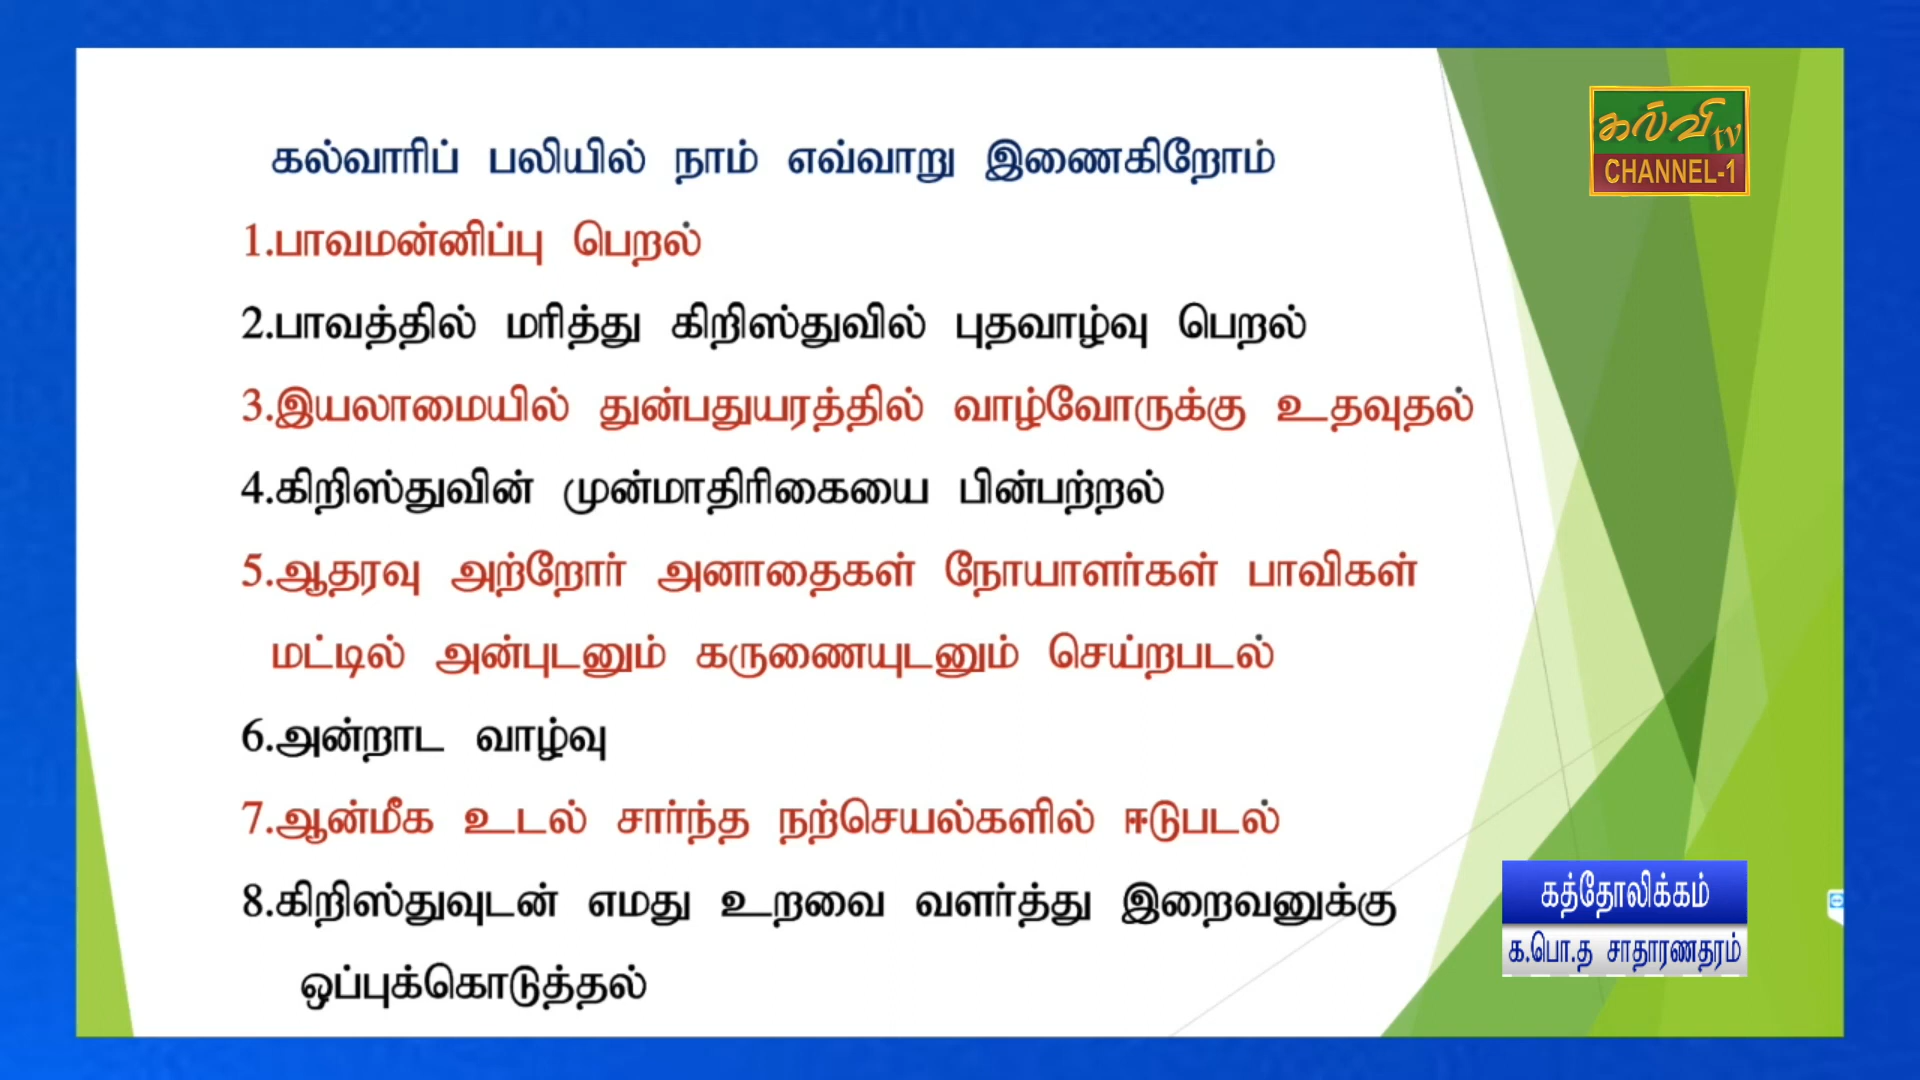 கல்வாரிப் பலியில் நாம் எவ்வாறு இணைகிறோம்
1.பாவமன்னிப்பு பெறல்
2.பாவத்தில் மரித்து கிறிஸ்துவில் புதவாழ்வு பெறல்
3.இயலாமையில் துன்பதுயரத்தில் வாழ்வோருக்கு உதவுதல்
4.கிறிஸ்துவின் முன்மாதிரிகையை பின்பற்றல்
5.ஆதரவு அற்றோர் அனாதைகள் நோயாளர்கள் பாவிகள்
மட்டில் அன்புடனும் கருணையுடனும் செய்றபடல்
6.அன்றாட வாழ்வு
7.ஆன்மீக உடல் சார்ந்த நற்செயல்களில் ஈடுபடல்
8.கிறிஸ்துவுடன் எமது உறவை வளர்த்து இறைவனுக்கு
ஒப்புக்கொடுத்தல்
கல்வி tv
CHANNEL-1
கத்தோலிக்கம்
க.பொ.த சாதாரணதரம்